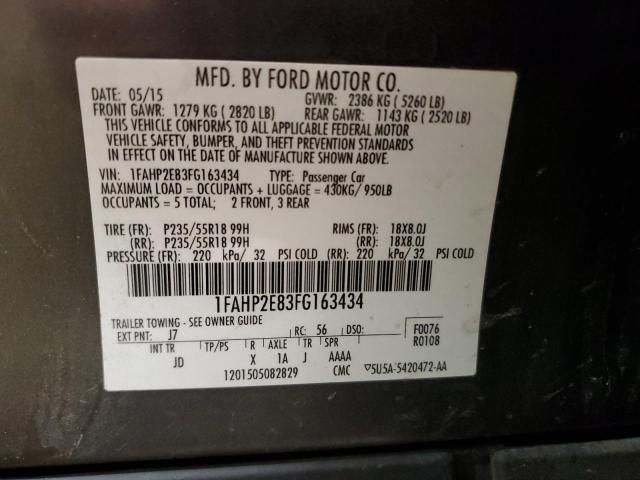 MFD. BY FORD MOTOR CO.
DATE: 05/15 GVWR: 2386 KG ( 5260 LB)
FRONT GAWR: 1279 KG ( 2820 LB) REAR GAWR: 1143 KG ( 2520 LB)
THIS VEHICLE CONFORMS TO ALL APPLICABLE FEDERAL MOTOR
VEHICLE SAFETY, BUMPER, AND THEFT PREVENTION STANDARDS
IN EFFECT ON THE DATE OF MANUFACTURE SHOWN ABOVE.
VIN: 1FAHP2E83FG163434 TYPE: Passenger Car
MAXIMUM LOAD = OCCUPANTS + LUGGAGE = 430KG/ 950LB
OCCUPANTS = 5 TOTAL; 2 FRONT, 3 REAR
TIRE (FR): P235/55R18 99H RIMS (FR): 18X8.0J
(RR): P235/55R18 99H (RR): 18X8.0J
PRESSURE (FR): 220 kPa/ 32 PSI COLD (RR): 220 kPa/ 32 PSI COLD
1FAHP2E83FG163434
TRAILER TOWING - SEE OWNER GUIDE
EXT PNT: J7 RC: 56 DSO: F0076
INT TR TP/PS R AXLE TR SPR R0108
JD X 1A J AAAA
1201505082829 CMC ▽5U5A-5420472-AA